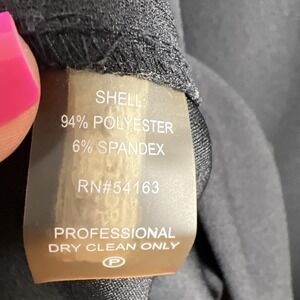 SHELL
94% POLYESTER
6% SPANDEX
RN#54163
PROFESSIONAL
DRY CLEAN ONLY
P